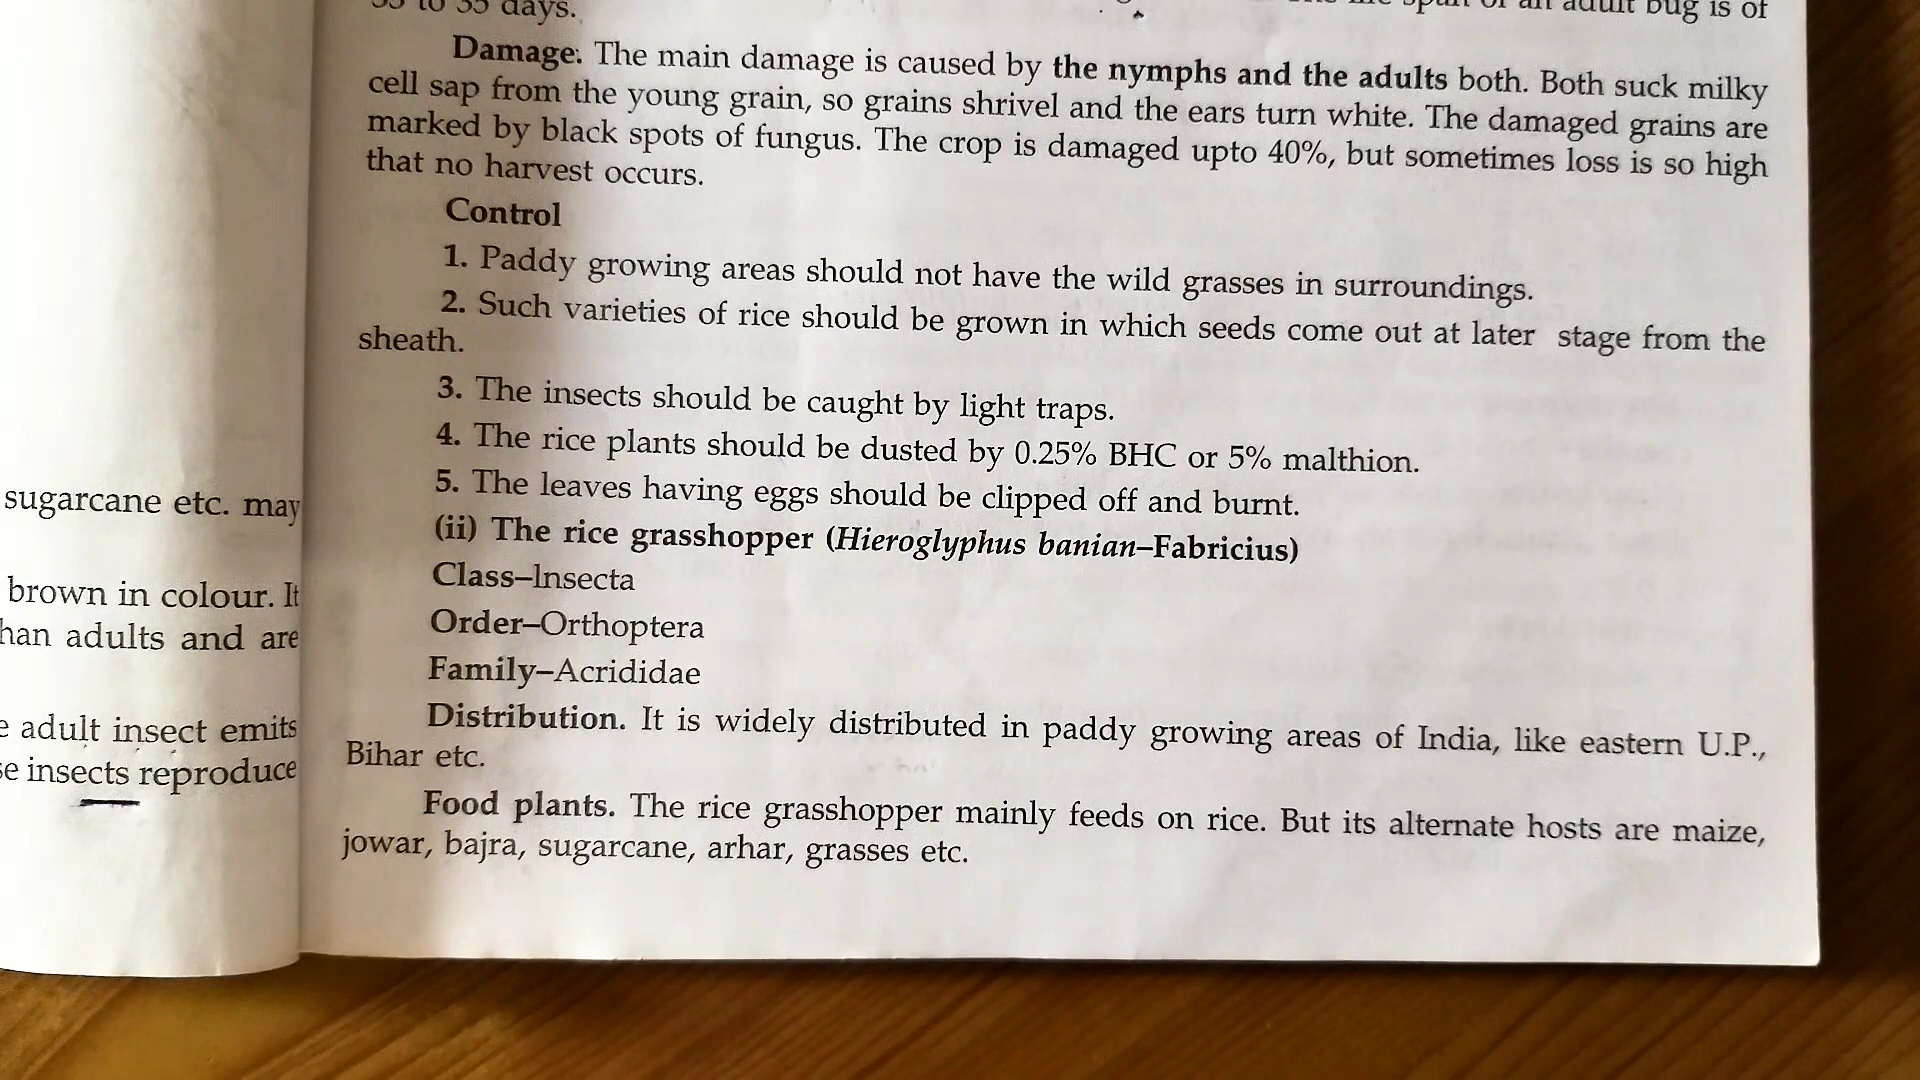 sugarcane etc. may
brown in colour. It
than adults and are
adult insect emits
insects reproduce
to 35 days.
span of an adult bug is of
Damage. The main damage is caused by the nymphs and the adults both. Both suck milky
cell sap from the young grain, so grains shrivel and the ears turn white. The damaged grains are
marked by black spots of fungus. The crop is damaged upto 40%, but sometimes loss is so high
that no harvest occurs.
Control
1. Paddy growing areas should not have the wild grasses in surroundings.
2. Such varieties of rice should be grown in which seeds come out at later stage from the
sheath.
3. The insects should be caught by light traps.
4. The rice plants should be dusted by 0.25% BHC or 5% malthion.
5. The leaves having eggs should be clipped off and burnt.
(ii) The rice grasshopper (Hieroglyphus banian–Fabricius)
Class–Insecta
Order–Orthoptera
Family–Acrididae
Distribution. It is widely distributed in paddy growing areas of India, like eastern U.P.,
Bihar etc.
Food plants. The rice grasshopper mainly feeds on rice. But its alternate hosts are maize,
jowar, bajra, sugarcane, arhar, grasses etc.